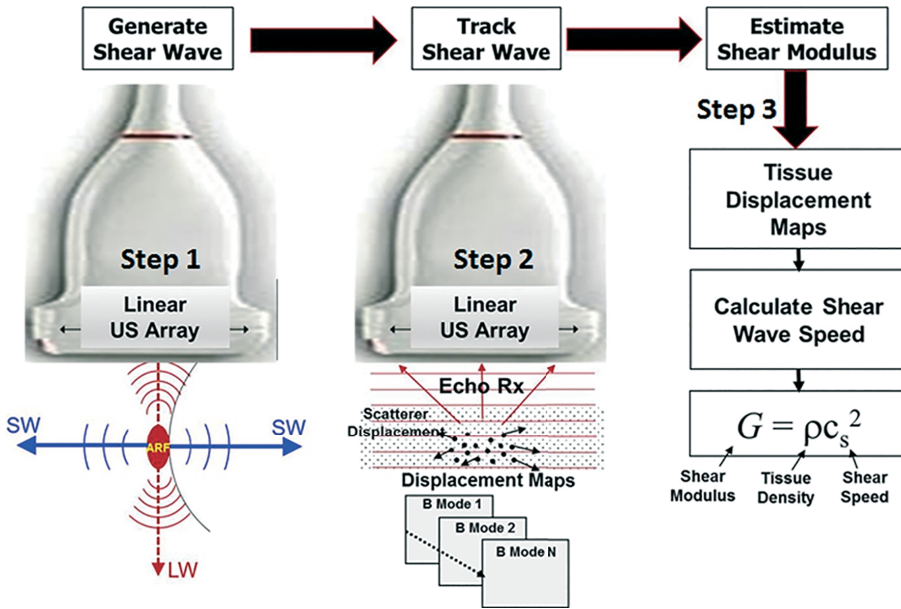 Generate
Shear Wave
Track
Shear Wave
Estimate
Shear Modulus
Step 1
Linear
US Array
SW
SW
ARF
LW
Step 2
Linear
US Array
Echo Rx
Scatterer
Displacement
Displacement Maps
B Mode 1
B Mode 2
B Mode N
Step 3
Tissue
Displacement
Maps
Calculate Shear
Wave Speed
G = ρcₛ²
Shear
Modulus
Tissue
Density
Shear
Speed